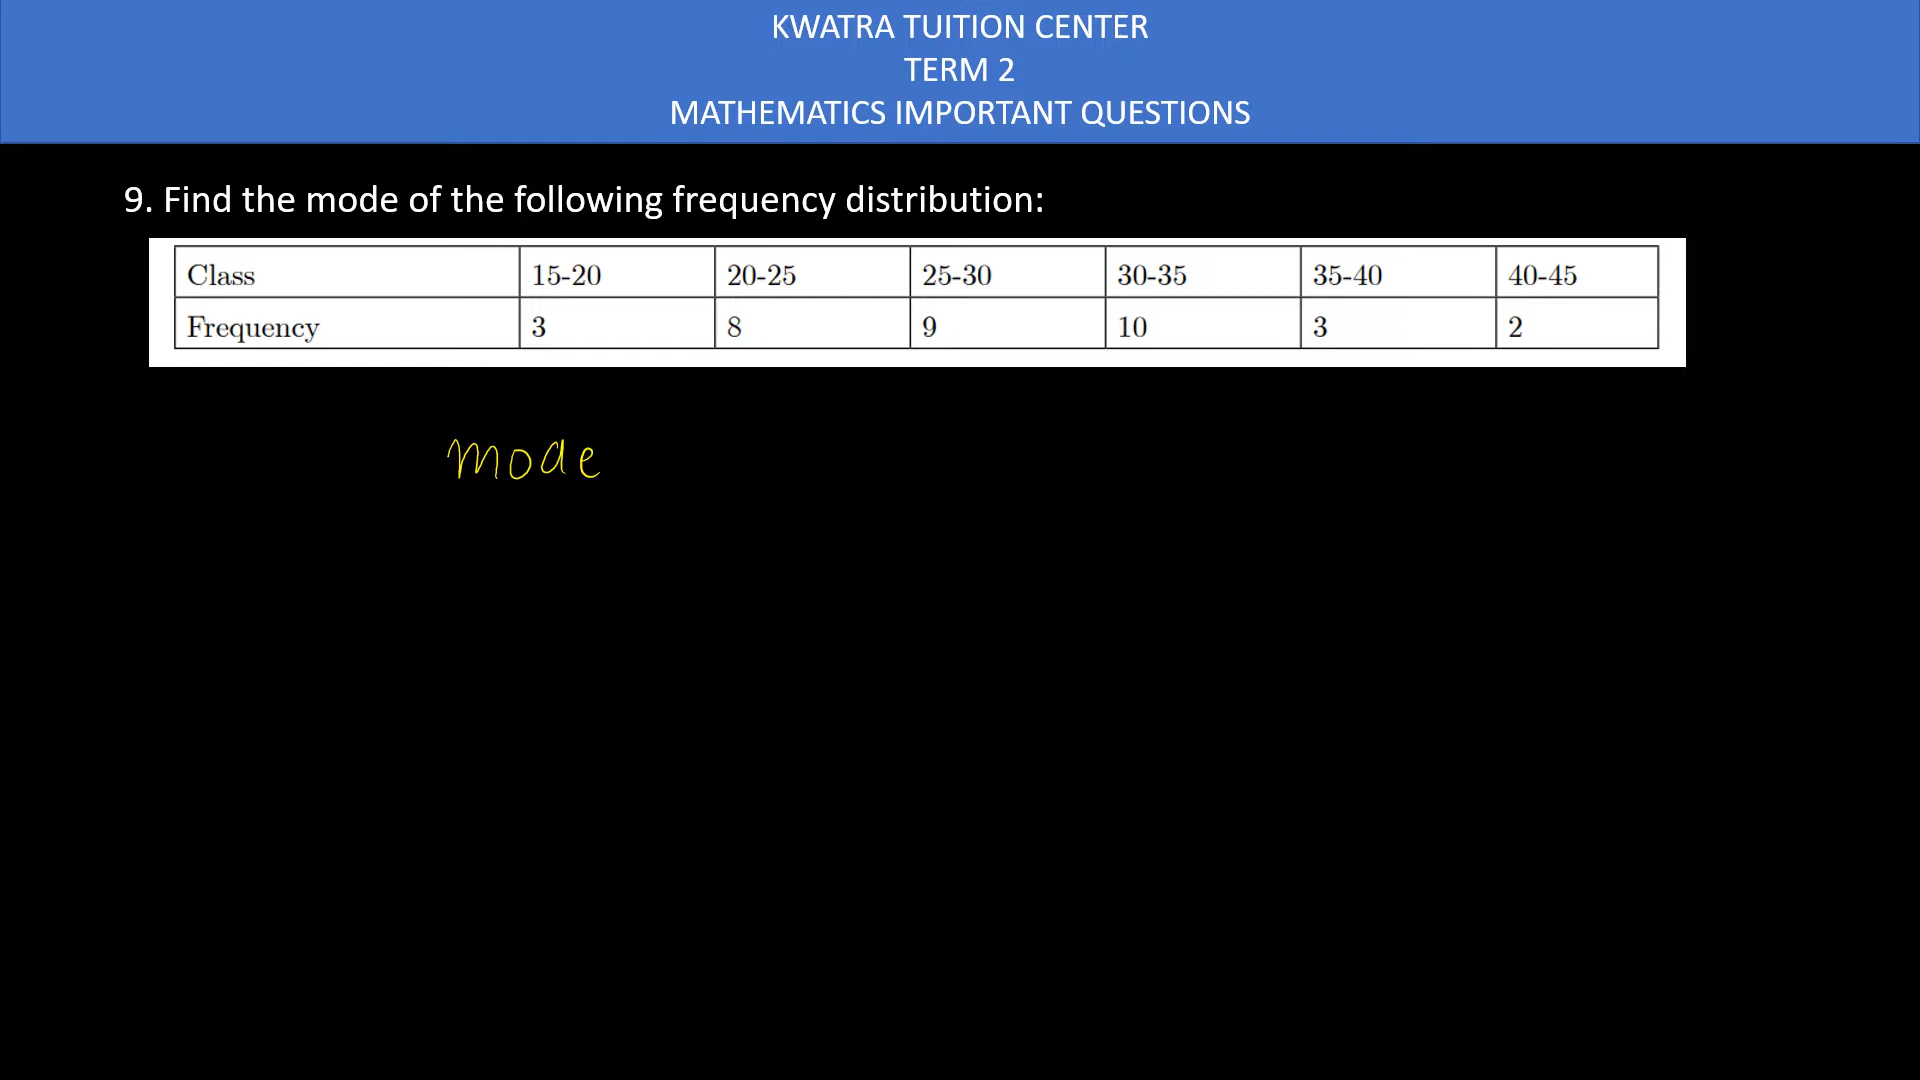 KWATRA TUITION CENTER
TERM 2
MATHEMATICS IMPORTANT QUESTIONS
9. Find the mode of the following frequency distribution:
Class 15-20 20-25 25-30 30-35 35-40 40-45
Frequency 3 8 9 10 3 2
mode